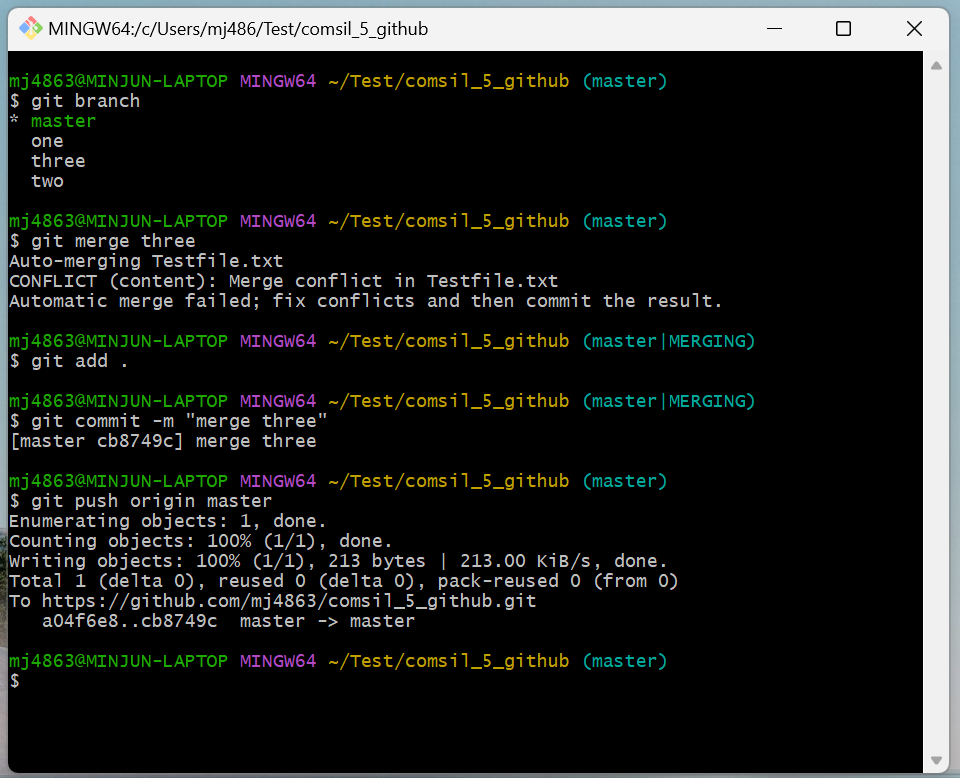 MINGW64:/c/Users/mj486/Test/comsil_5_github
mj4863@MINJUN-LAPTOP MINGW64 ~/Test/comsil_5_github (master)
$ git branch
* master
  one
  three
  two
mj4863@MINJUN-LAPTOP MINGW64 ~/Test/comsil_5_github (master)
$ git merge three
Auto-merging Testfile.txt
CONFLICT (content): Merge conflict in Testfile.txt
Automatic merge failed; fix conflicts and then commit the result.
mj4863@MINJUN-LAPTOP MINGW64 ~/Test/comsil_5_github (master|MERGING)
$ git add .
mj4863@MINJUN-LAPTOP MINGW64 ~/Test/comsil_5_github (master|MERGING)
$ git commit -m "merge three"
[master cb8749c] merge three
mj4863@MINJUN-LAPTOP MINGW64 ~/Test/comsil_5_github (master)
$ git push origin master
Enumerating objects: 1, done.
Counting objects: 100% (1/1), done.
Writing objects: 100% (1/1), 213 bytes | 213.00 KiB/s, done.
Total 1 (delta 0), reused 0 (delta 0), pack-reused 0 (from 0)
To https://github.com/mj4863/comsil_5_github.git
   a04f6e8..cb8749c  master -> master
mj4863@MINJUN-LAPTOP MINGW64 ~/Test/comsil_5_github (master)
$